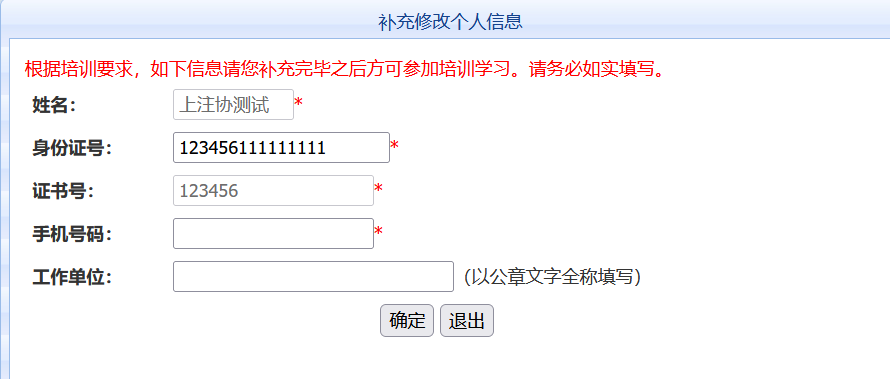 补充修改个人信息
根据培训要求，如下信息请您补充完毕之后方可参加培训学习。请务必如实填写。
姓名： 上注协测试*
身份证号： 123456111111111*
证书号： 123456*
手机号码： *
工作单位： （以公章文字全称填写）
确定 退出